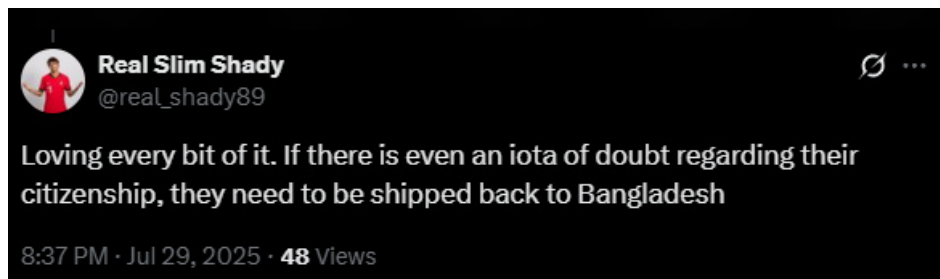 Real Slim Shady
@real_shady89
Loving every bit of it. If there is even an iota of doubt regarding their
citizenship, they need to be shipped back to Bangladesh
8:37 PM · Jul 29, 2025 · 48 Views